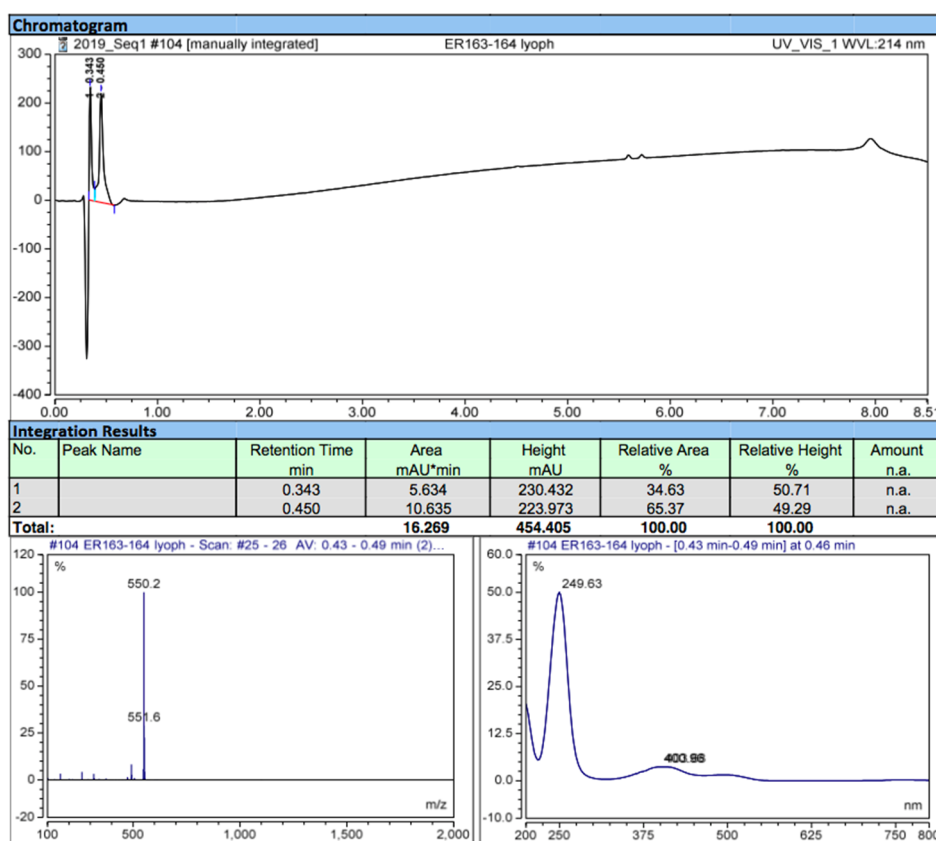 Chromatogram
2019_Seq1 #104 [manually integrated] ER163-164 lyoph UV_VIS_1 WVL:214 nm
300
200
100
0
-100
-200
-300
-400
1 - 0.343
2 - 0.450
0.00 1.00 2.00 3.00 4.00 5.00 6.00 7.00 8.00 8.51
Integration Results
No. Peak Name Retention Time Area Height Relative Area Relative Height Amount
min mAU*min mAU % % n.a.
1 0.343 5.634 230.432 34.63 50.71 n.a.
2 0.450 10.635 223.973 65.37 49.29 n.a.
Total: 16.269 454.405 100.00 100.00
#104 ER163-164 lyoph - Scan: #25 - 26 AV: 0.43 - 0.49 min (2)...
120
100
75
50
25
0
-20
%
550.2
551.6
m/z
100 500 1,000 1,500 2,000
#104 ER163-164 lyoph - [0.43 min-0.49 min] at 0.46 min
60.0
50.0
37.5
25.0
12.5
0.0
-10.0
%
249.63
nm
200 250 375 500 625 750 800